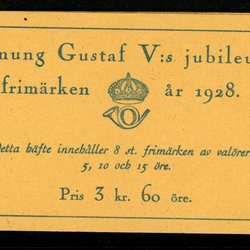 nung Gustaf V:s jubileu
frimärken år 1928.
Detta häfte innehåller 8 st. frimärken av valörer
5, 10 och 15 öre.
Pris 3 kr. 60 öre.